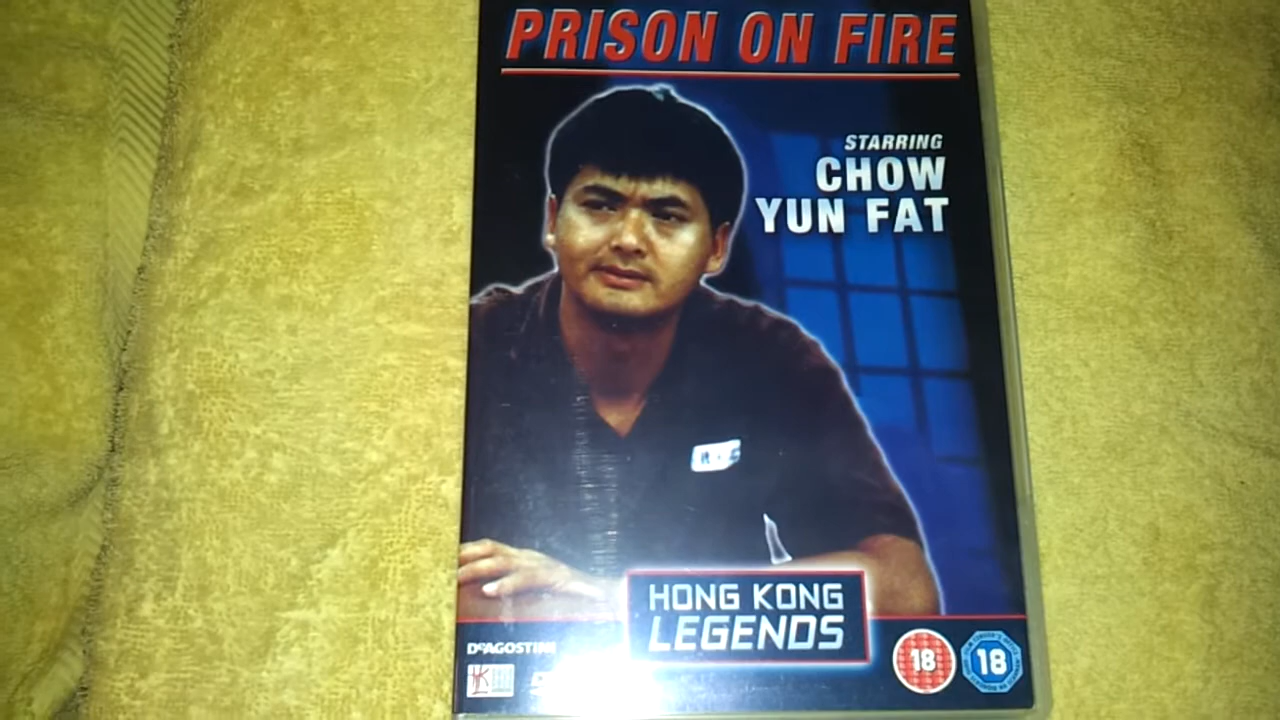 PRISON ON FIRE
STARRING
CHOW
YUN FAT
HONG KONG
LEGENDS
DeAGOSTINI
18
18